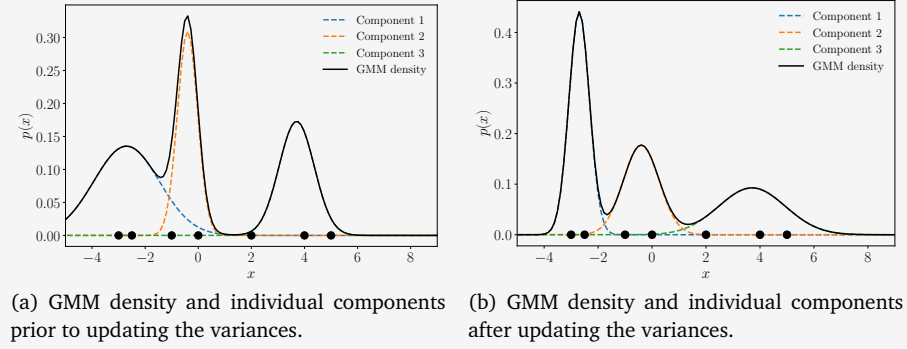 Component 1
Component 2
Component 3
GMM density
p(x)
0.30
0.25
0.20
0.15
0.10
0.05
0.00
−4 −2 0 2 4 6 8
x
(a) GMM density and individual components
prior to updating the variances.
Component 1
Component 2
Component 3
GMM density
p(x)
0.4
0.3
0.2
0.1
0.0
−4 −2 0 2 4 6 8
x
(b) GMM density and individual components
after updating the variances.